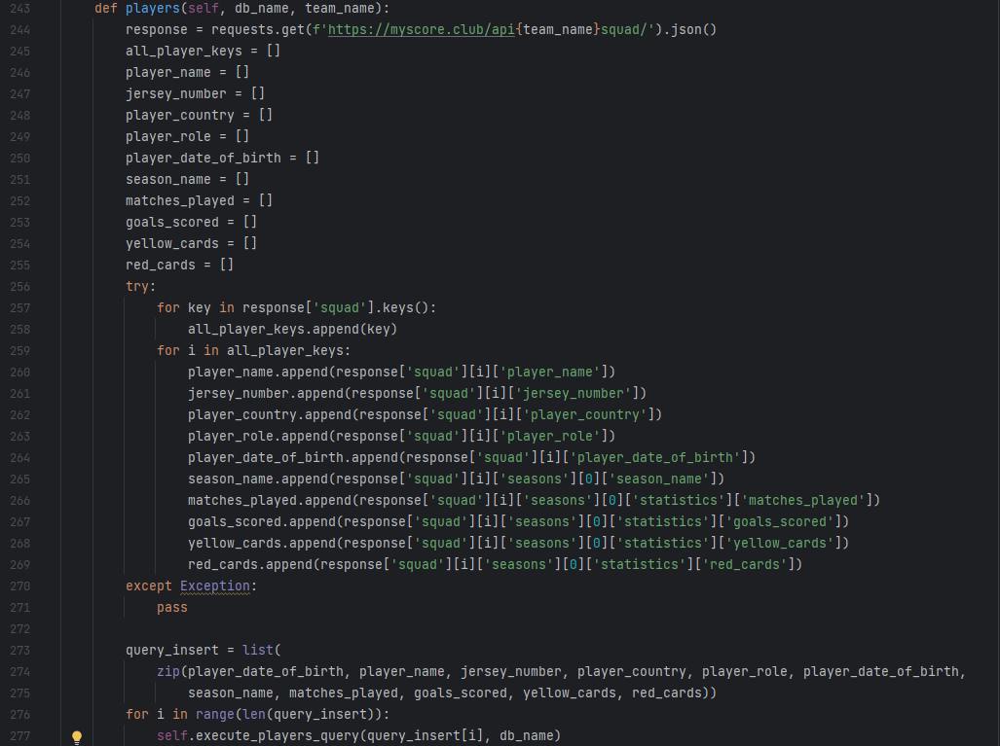 243 def players(self, db_name, team_name):
244 response = requests.get(f'https://myscore.club/api{team_name}squad/').json()
245 all_player_keys = []
246 player_name = []
247 jersey_number = []
248 player_country = []
249 player_role = []
250 player_date_of_birth = []
251 season_name = []
252 matches_played = []
253 goals_scored = []
254 yellow_cards = []
255 red_cards = []
256 try:
257 for key in response['squad'].keys():
258 all_player_keys.append(key)
259 for i in all_player_keys:
260 player_name.append(response['squad'][i]['player_name'])
261 jersey_number.append(response['squad'][i]['jersey_number'])
262 player_country.append(response['squad'][i]['player_country'])
263 player_role.append(response['squad'][i]['player_role'])
264 player_date_of_birth.append(response['squad'][i]['player_date_of_birth'])
265 season_name.append(response['squad'][i]['seasons'][0]['season_name'])
266 matches_played.append(response['squad'][i]['seasons'][0]['statistics']['matches_played'])
267 goals_scored.append(response['squad'][i]['seasons'][0]['statistics']['goals_scored'])
268 yellow_cards.append(response['squad'][i]['seasons'][0]['statistics']['yellow_cards'])
269 red_cards.append(response['squad'][i]['seasons'][0]['statistics']['red_cards'])
270 except Exception:
271 pass
272
273 query_insert = list(
274 zip(player_date_of_birth, player_name, jersey_number, player_country, player_role, player_date_of_birth,
275 season_name, matches_played, goals_scored, yellow_cards, red_cards))
276 for i in range(len(query_insert)):
277 self.execute_players_query(query_insert[i], db_name)